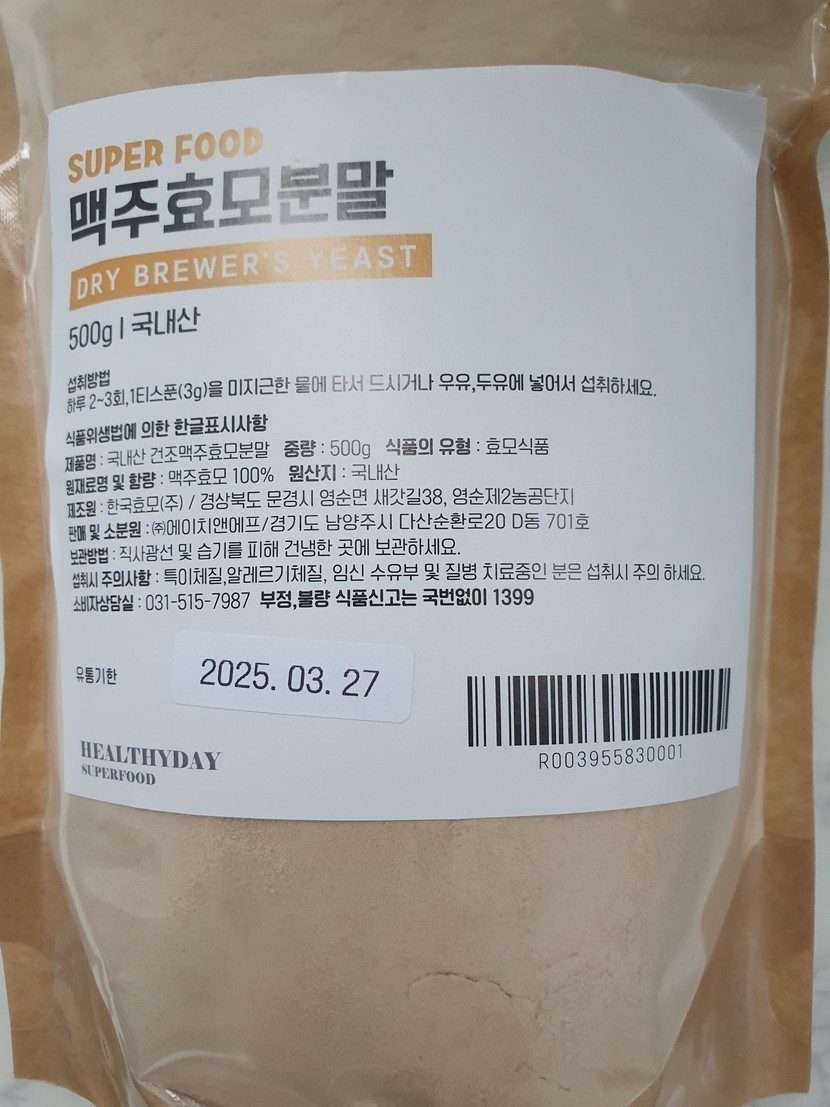 SUPER FOOD
맥주효모분말
DRY BREWER'S YEAST
500g | 국내산
섭취방법
하루 2~3회,1티스푼(3g)을 미지근한 물에 타서 드시거나 우유,두유에 넣어서 섭취하세요.
식품위생법에 의한 한글표시사항
제품명 : 국내산 건조맥주효모분말 중량 : 500g 식품의 유형 : 효모식품
원재료명 및 함량 : 맥주효모 100% 원산지 : 국내산
제조원 : 한국효모(주) / 경상북도 문경시 영순면 새갓길38, 영순제2농공단지
판매 및 소분원 : ㈜에이치앤에프/경기도 남양주시 다산순환로20 D동 701호
보관방법 : 직사광선 및 습기를 피해 건냉한 곳에 보관하세요.
섭취시 주의사항 : 특이체질,알레르기체질, 임신 수유부 및 질병 치료중인 분은 섭취시 주의 하세요.
소비자상담실 : 031-515-7987 부정,불량 식품신고는 국번없이 1399
유통기한 2025. 03. 27
R003955830001
HEALTHYDAY
SUPERFOOD